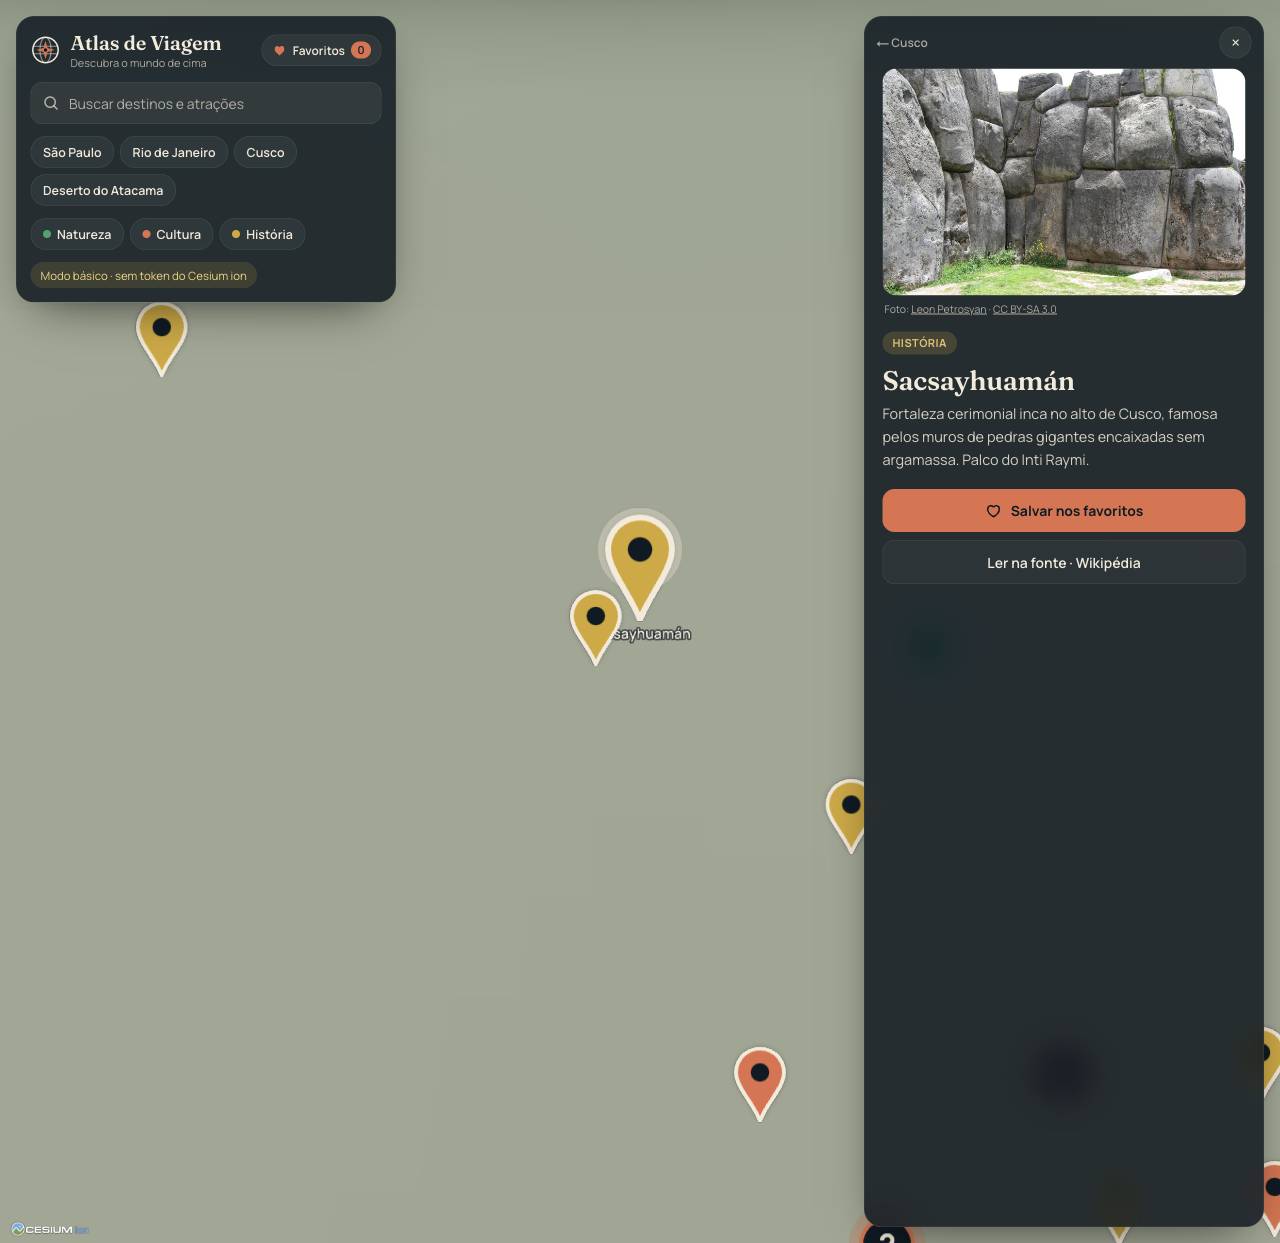 Atlas de Viagem
Descubra o mundo de cima
Favoritos 0
Buscar destinos e atrações
São Paulo
Rio de Janeiro
Cusco
Deserto do Atacama
Natureza
Cultura
História
Modo básico · sem token do Cesium ion
sayhuamán
CESIUM ion
← Cusco
×
Foto: Leon Petrosyan · CC BY-SA 3.0
HISTÓRIA
Sacsayhuamán
Fortaleza cerimonial inca no alto de Cusco, famosa
pelos muros de pedras gigantes encaixadas sem
argamassa. Palco do Inti Raymi.
Salvar nos favoritos
Ler na fonte · Wikipédia